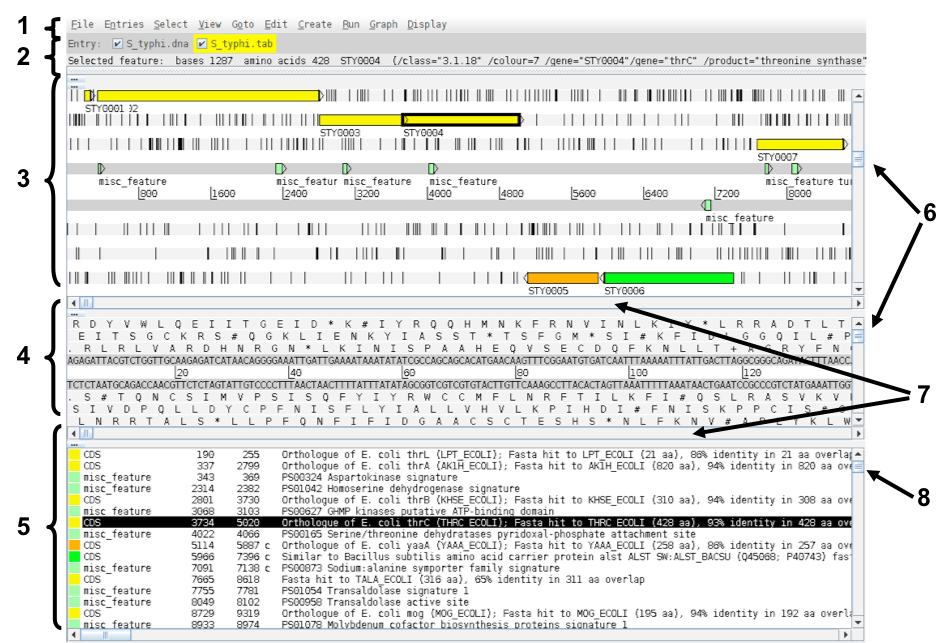 1
File Entries Select View Goto Edit Create Run Graph Display
Entry: S_typhi.dna S_typhi.tab
2
Selected feature: bases 1287 amino acids 428 STY0004 (/class="3.1.18" /colour=7 /gene="STY0004"/gene="thrC" /product="threonine synthase"
3
STY0001
STY0003 STY0004
STY0007
misc_feature misc_featur misc_feature misc_feature misc_feature
800 1600 2400 3200 4000 4800 5600 6400 7200 8000
misc_feature
STY0005 STY0006
6
4
R D Y V W L Q E I I T G E I D * K # I Y R Q Q H M N K F R N V I N L K I Y * L R R A D T L T
. E I T S G C K R S # Q G K L I E N K Y I A S S T * T S F G M * S I # K F I D L G G Q I L # P
. R L R L V A R D H N R G N * L K I N I S P A A H E Q V S E C D Q F K N L L T + A C R Y F N
AGAGATTACGTCTGGTTGCAAGAGATCATAACAGGGGAAATTGATTGAAAATAAATATATCGCCAGCAGCACATGAACAAGTTTCGGAATGTGATCAATTTAAAAATTTATTGACTTAGGCGGGCAGATACTTTAACC
20 40 60 80 100 120
TCTCTAATGCAGACCAACGTTCTCTAGTATTGTCCCCTTTAACTAACTTTTATTTATATAGCGGTCGTCGTGTACTTGTTCAAAGCCTTACACTAGTTAAATTTTTAAATAACTGAATCCGCCCGTCTATGAAATTGG
. S # T Q N C S I M V P S I S Q F Y I Y R W C C M F L N R F T I L K F I # Q S L R A S V K V
S I V D P Q L L D Y C P F N I S F L Y I A L L V H V L K P I H D I # F N I S K P P C I S # G
L N R R T A L S * L L P F Q N F I F I D G A A C S C T E S H S * N L F K N V # A P L Y K L W
7
5
CDS 190 255 Orthologue of E. coli thrL (LPT_ECOLI); Fasta hit to LPT_ECOLI (21 aa), 86% identity in 21 aa overlap
CDS 337 2799 Orthologue of E. coli thrA (AK1H_ECOLI); Fasta hit to AK1H_ECOLI (820 aa), 94% identity in 820 aa ove
misc_feature 343 369 PS00324 Aspartokinase signature
misc_feature 2314 2382 PS01042 Homoserine dehydrogenase signature
CDS 2801 3730 Orthologue of E. coli thrB (KHSE_ECOLI); Fasta hit to KHSE_ECOLI (310 aa), 94% identity in 308 aa ove
misc_feature 3068 3103 PS00627 GHMP kinases putative ATP-binding domain
CDS 3734 5020 Orthologue of E. coli thrC (THRC_ECOLI); Fasta hit to THRC_ECOLI (428 aa), 93% identity in 428 aa ove
misc_feature 4022 4066 PS00165 Serine/threonine dehydratases pyridoxal-phosphate attachment site
CDS 5114 5887 c Orthologue of E. coli yaaA (YAAA_ECOLI); Fasta hit to YAAA_ECOLI (258 aa), 86% identity in 257 aa ov
CDS 5966 7396 c Similar to Bacillus subtilis amino acid carrier protein alst ALST SW:ALST_BACSU (Q45068; P40743) fast
misc_feature 7091 7138 c PS00873 Sodium:alanine symporter family signature
CDS 7665 8618 Fasta hit to TALA_ECOLI (316 aa), 65% identity in 311 aa overlap
misc_feature 7755 7781 PS01054 Transaldolase signature 1
misc_feature 8049 8102 PS00958 Transaldolase active site
CDS 8729 9319 Orthologue of E. coli mog (MOG_ECOLI); Fasta hit to MOG_ECOLI (195 aa), 94% identity in 192 aa overla
misc_feature 8933 8974 PS01078 Molybdenum cofactor biosynthesis proteins signature 1
8